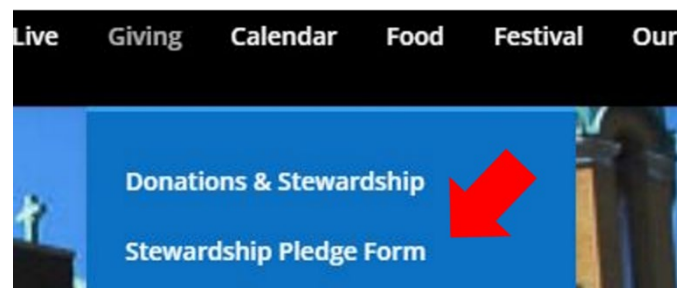 Live Giving Calendar Food Festival Our
Donations & Stewardship
Stewardship Pledge Form